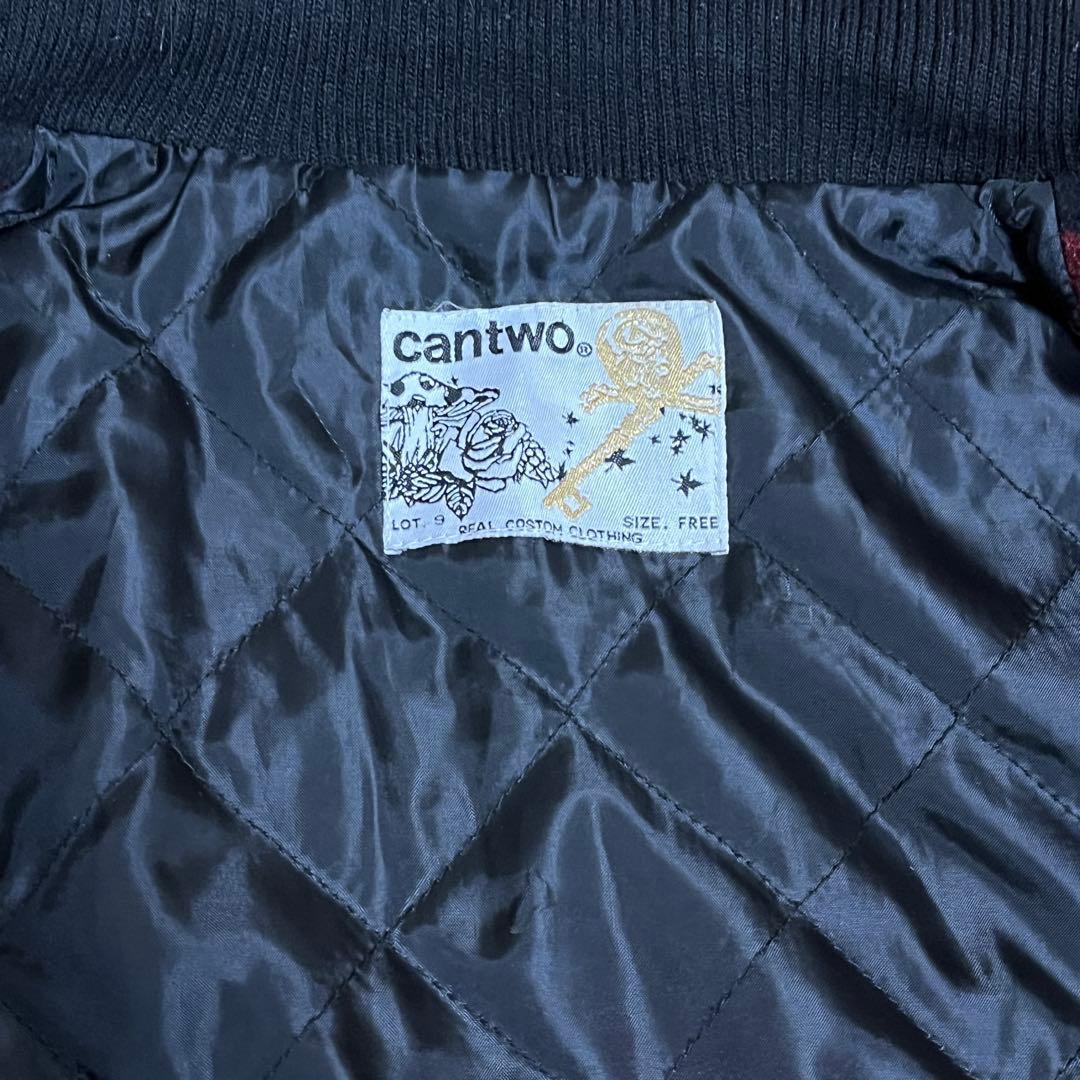 cantwo®
LOT. 9 REAL COSTOM CLOTHING SIZE. FREE